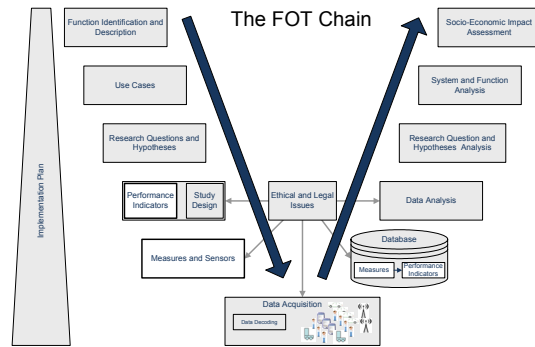 The FOT Chain
Function Identification and
Description
Socio-Economic Impact
Assessment
Use Cases
System and Function
Analysis
Research Questions and
Hypotheses
Research Question and
Hypotheses Analysis
Implementation Plan
Performance
Indicators
Study
Design
Ethical and Legal
Issues
Data Analysis
Measures and Sensors
Database
Measures
Performance
Indicators
Data Acquisition
Data Decoding